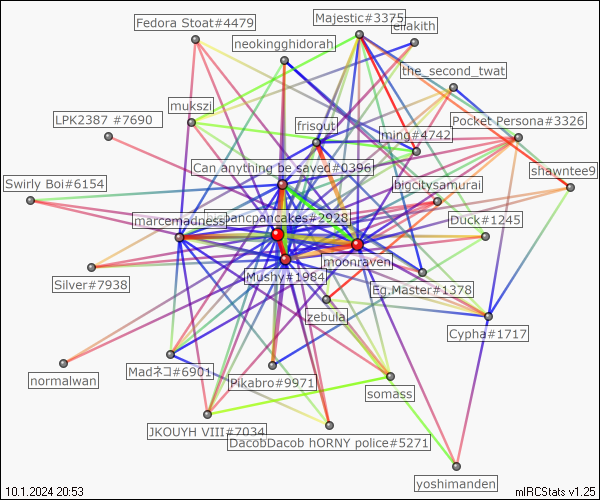 Majestic#3375
Fedora Stoat#4479
eliakith
neokingghidorah
the_second_twat
mukszi
LPK2387 #7690
Pocket Persona#3326
frisout
ming#4742
Can anything be saved#0396
shawntee9
Swirly Boi#6154
bigcitysamurai
marcemadness
pancpancakes#2928
Duck#1245
moonraven
Mushy#1984
Silver#7938
Eg.Master#1378
zebula
Cypha#1717
Madネコ#6901
normalwan
Pikabro#9971
somass
JKOUYH VIII#7034
DacobDacob hORNY police#5271
yoshimanden
10.1.2024 20:53
mIRCStats v1.25